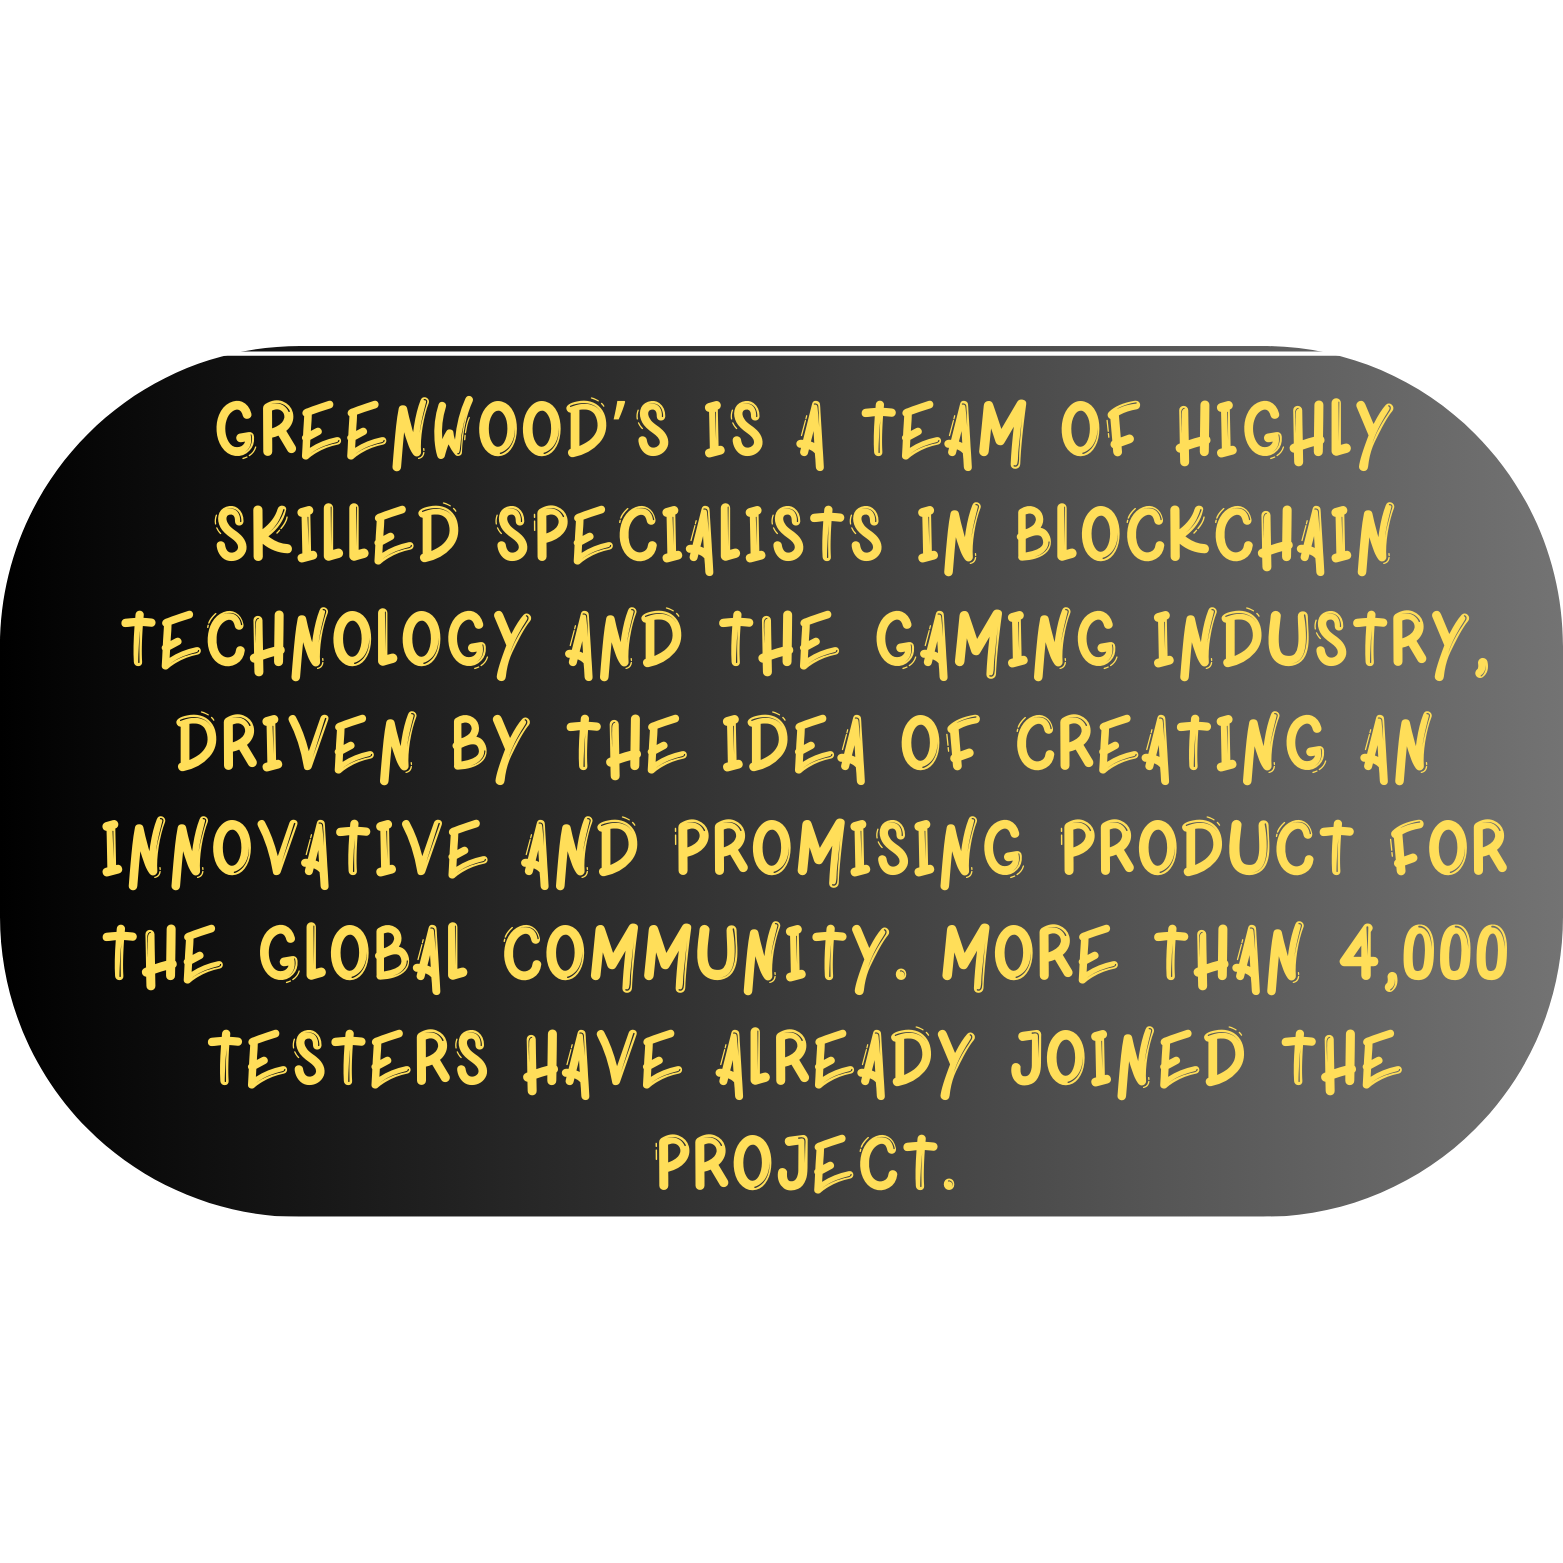 GREENWOOD'S IS A TEAM OF HIGHLY
SKILLED SPECIALISTS IN BLOCKCHAIN
TECHNOLOGY AND THE GAMING INDUSTRY,
DRIVEN BY THE IDEA OF CREATING AN
INNOVATIVE AND PROMISING PRODUCT FOR
THE GLOBAL COMMUNITY. MORE THAN 4,000
TESTERS HAVE ALREADY JOINED THE
PROJECT.